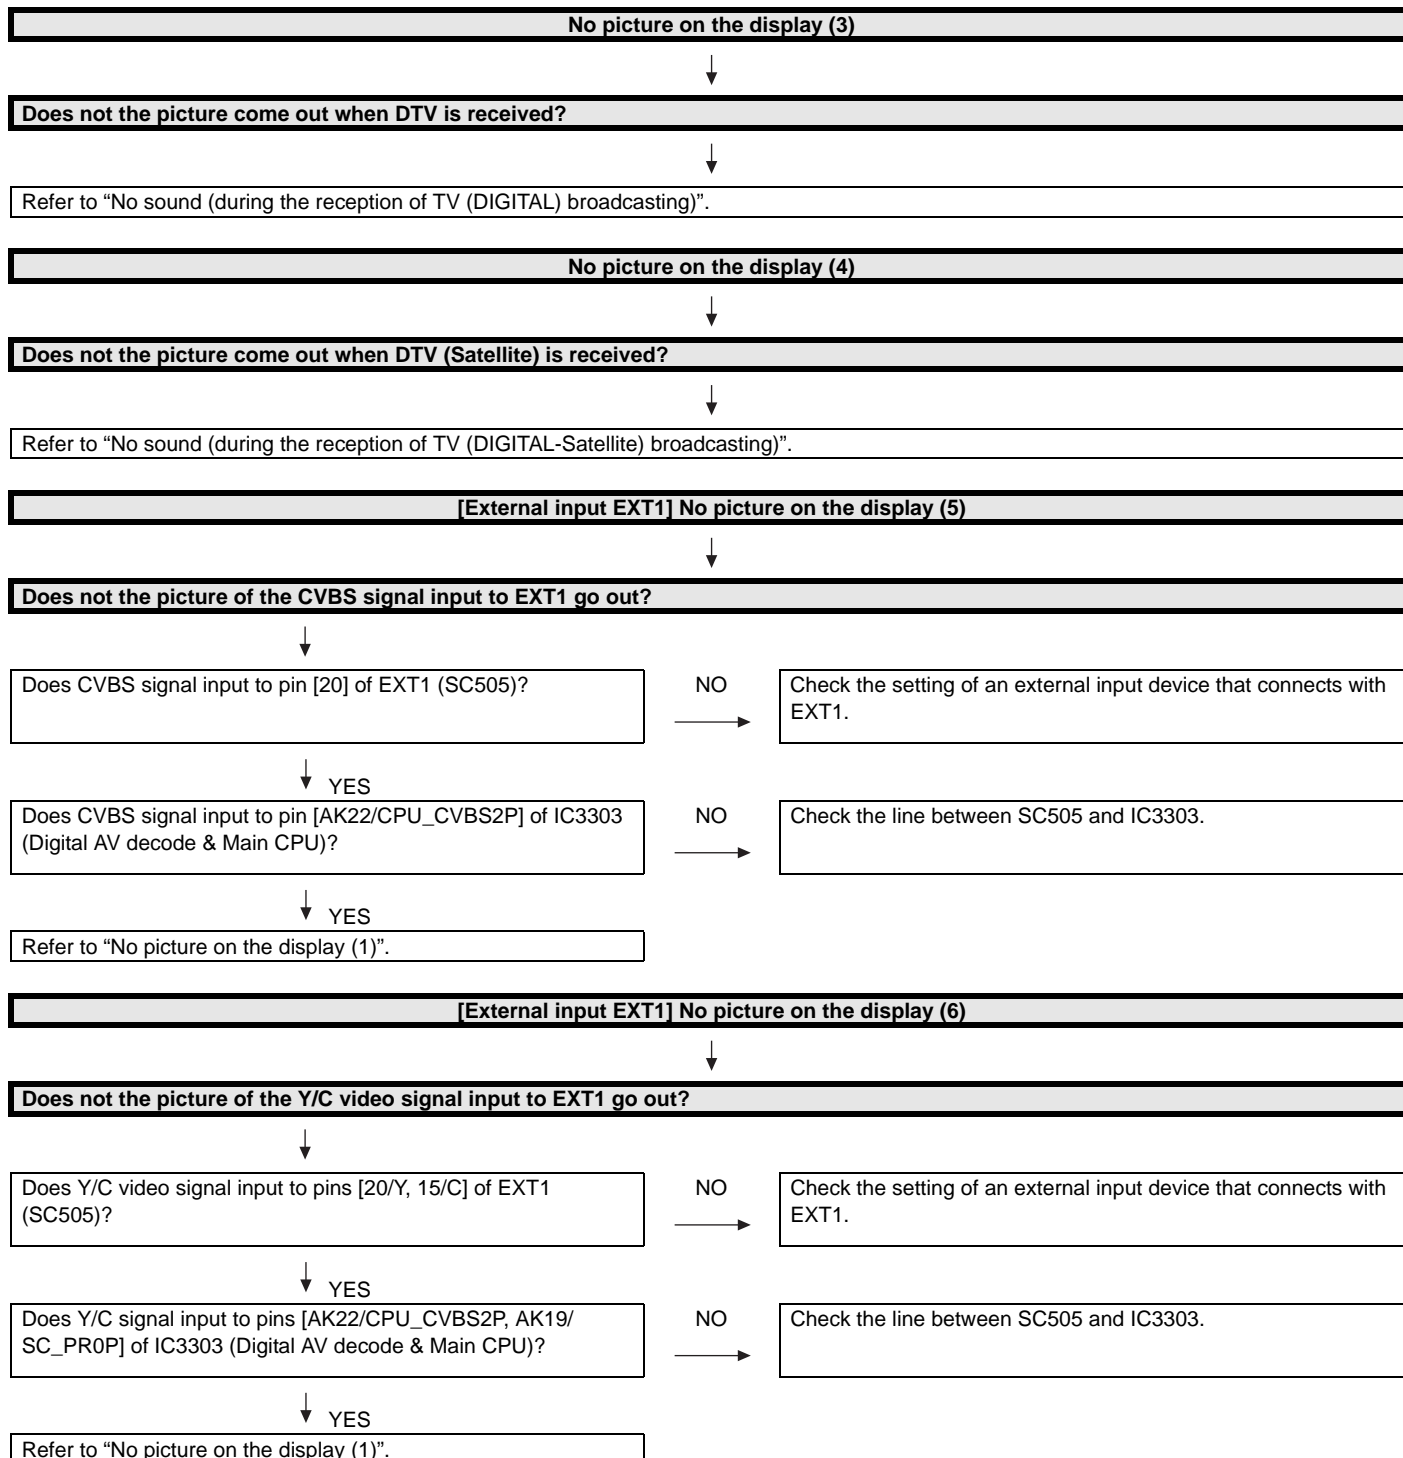 No picture on the display (3)
Does not the picture come out when DTV is received?
Refer to “No sound (during the reception of TV (DIGITAL) broadcasting)”.
No picture on the display (4)
Does not the picture come out when DTV (Satellite) is received?
Refer to “No sound (during the reception of TV (DIGITAL-Satellite) broadcasting)”.
[External input EXT1] No picture on the display (5)
Does not the picture of the CVBS signal input to EXT1 go out?
Does CVBS signal input to pin [20] of EXT1 (SC505)?
NO
Check the setting of an external input device that connects with
EXT1.
YES
Does CVBS signal input to pin [AK22/CPU_CVBS2P] of IC3303
(Digital AV decode & Main CPU)?
NO
Check the line between SC505 and IC3303.
YES
Refer to “No picture on the display (1)”.
[External input EXT1] No picture on the display (6)
Does not the picture of the Y/C video signal input to EXT1 go out?
Does Y/C video signal input to pins [20/Y, 15/C] of EXT1
(SC505)?
NO
Check the setting of an external input device that connects with
EXT1.
YES
Does Y/C signal input to pins [AK22/CPU_CVBS2P, AK19/
SC_PR0P] of IC3303 (Digital AV decode & Main CPU)?
NO
Check the line between SC505 and IC3303.
YES
Refer to “No picture on the display (1)”.